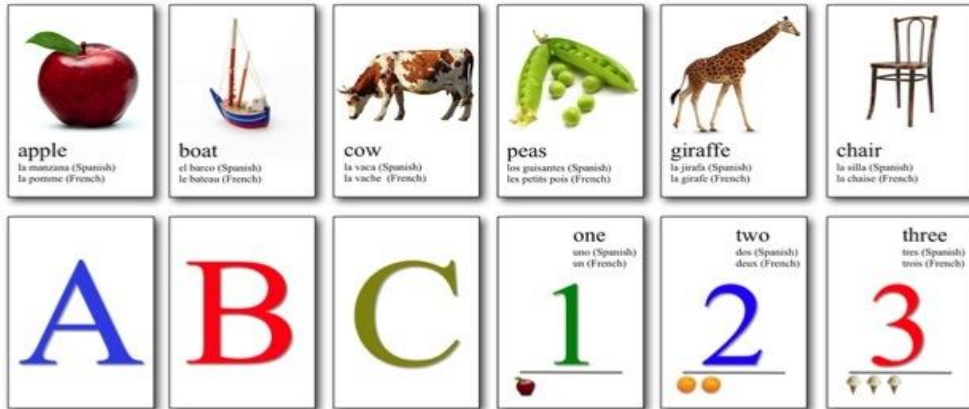 apple
la manzana (Spanish)
la pomme (French)
boat
el barco (Spanish)
le bateau (French)
cow
la vaca (Spanish)
la vache (French)
peas
los guisantes (Spanish)
les petits pois (French)
giraffe
la jirafa (Spanish)
la girafe (French)
chair
la silla (Spanish)
la chaise (French)
A
B
C
one
uno (Spanish)
un (French)
1
two
dos (Spanish)
deux (French)
2
three
tres (Spanish)
trois (French)
3